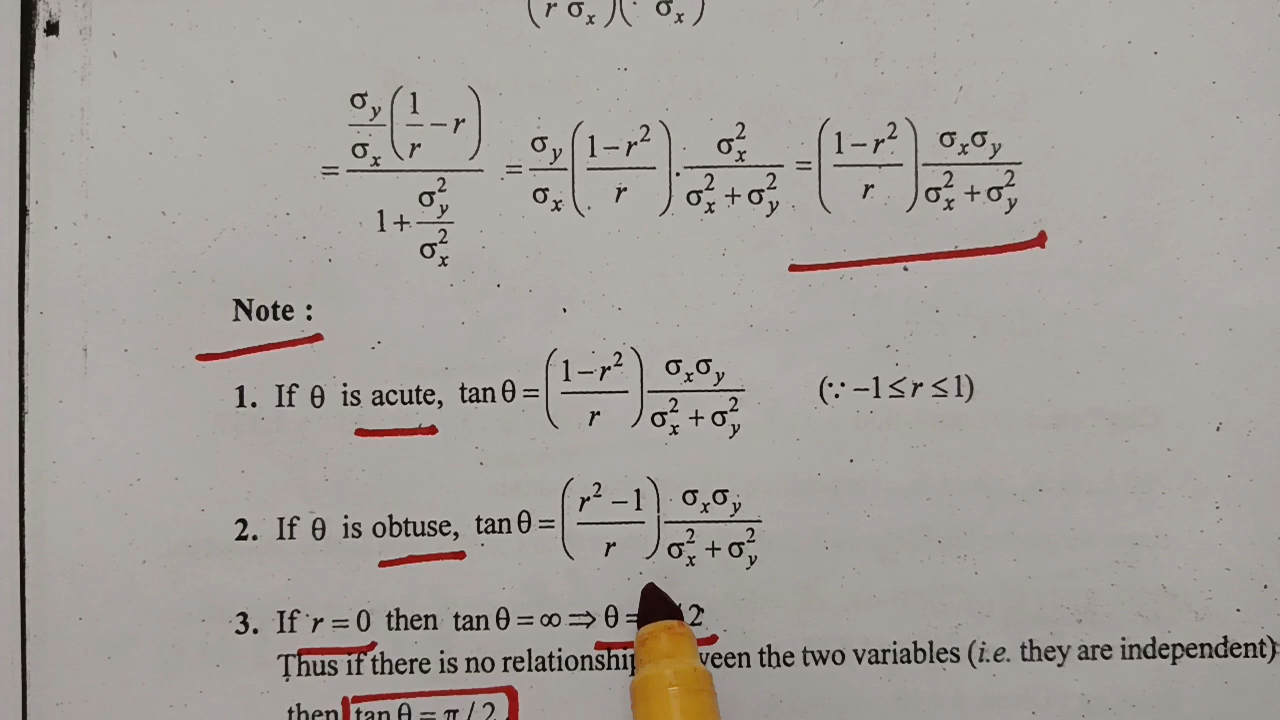 (r σₓ)( σₓ)
= σy/σₓ (1/r − r) / (1 + σy²/σₓ²) = σy/σₓ ((1 − r²)/r) · σₓ²/(σₓ² + σy²) = ((1 − r²)/r) σₓσy/(σₓ² + σy²)
Note :
1. If θ is acute, tan θ = ((1 − r²)/r) σₓσy/(σₓ² + σy²) (∵ −1 ≤ r ≤ 1)
2. If θ is obtuse, tan θ = ((r² − 1)/r) σₓσy/(σₓ² + σy²)
3. If r = 0 then tan θ = ∞ ⇒ θ = /2
Thus if there is no the two variables (i.e. they are independent)
then tan θ = π / 2